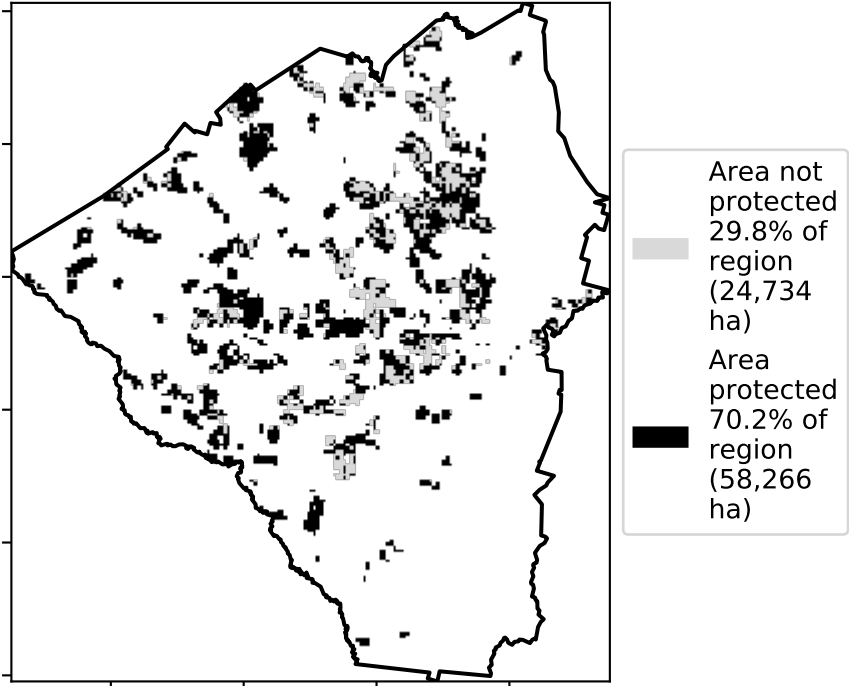 Area not
protected
29.8% of
region
(24,734
ha)
Area
protected
70.2% of
region
(58,266
ha)